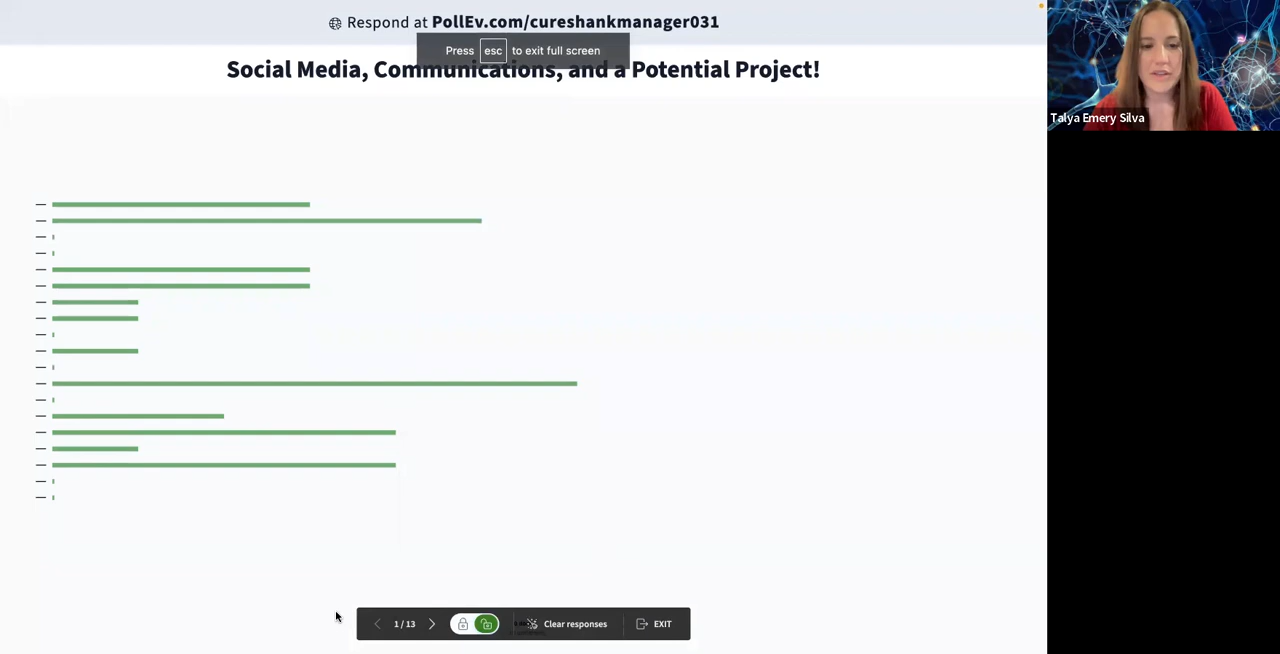 Respond at PollEv.com/cureshankmanager031
Press esc to exit full screen
Social Media, Communications, and a Potential Project!
Talya Emery Silva
1 / 13
Clear responses
EXIT